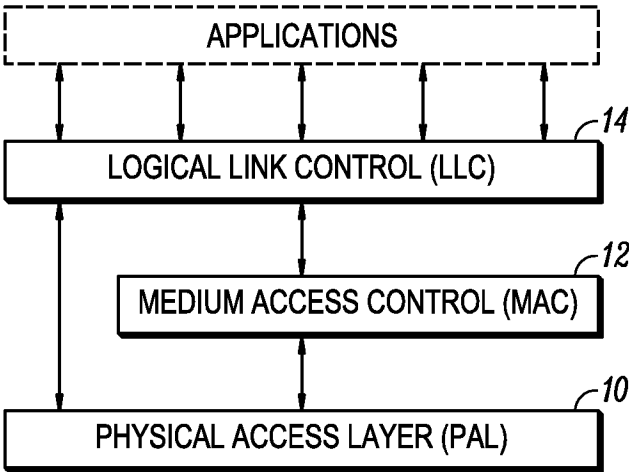 APPLICATIONS
14
LOGICAL LINK CONTROL (LLC)
12
MEDIUM ACCESS CONTROL (MAC)
10
PHYSICAL ACCESS LAYER (PAL)